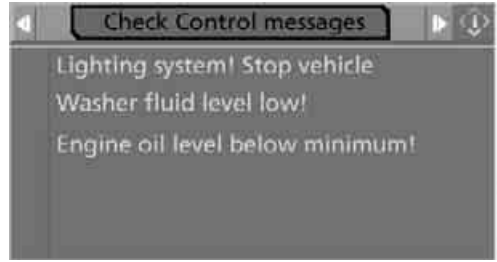 Check Control messages
Lighting system! Stop vehicle
Washer fluid level low!
Engine oil level below minimum!